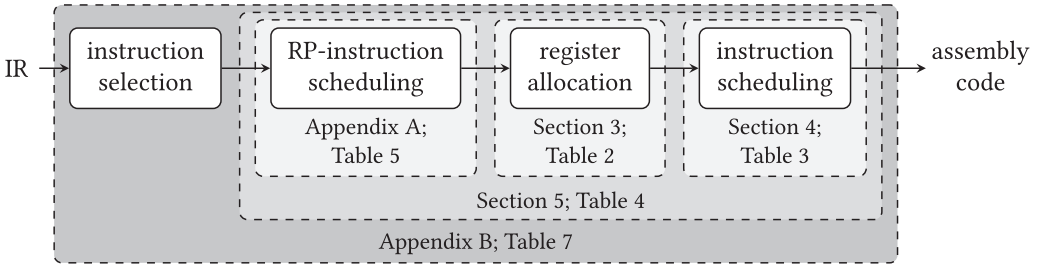 IR
instruction
selection
RP-instruction
scheduling
Appendix A;
Table 5
register
allocation
Section 3;
Table 2
instruction
scheduling
Section 4;
Table 3
assembly
code
Section 5; Table 4
Appendix B; Table 7